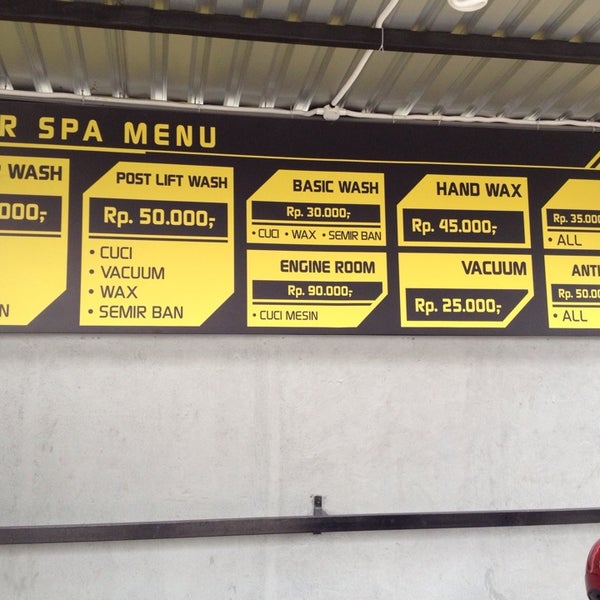 R SPA MENU
WASH
000,-
POST LIFT WASH
Rp. 50.000,-
• CUCI
• VACUUM
• WAX
• SEMIR BAN
BASIC WASH
Rp. 30.000,-
• CUCI • WAX • SEMIR BAN
ENGINE ROOM
Rp. 90.000,-
• CUCI MESIN
HAND WAX
Rp. 45.000,-
VACUUM
Rp. 25.000,-
Rp. 35.000
• ALL
ANT
Rp. 50.0
• ALL